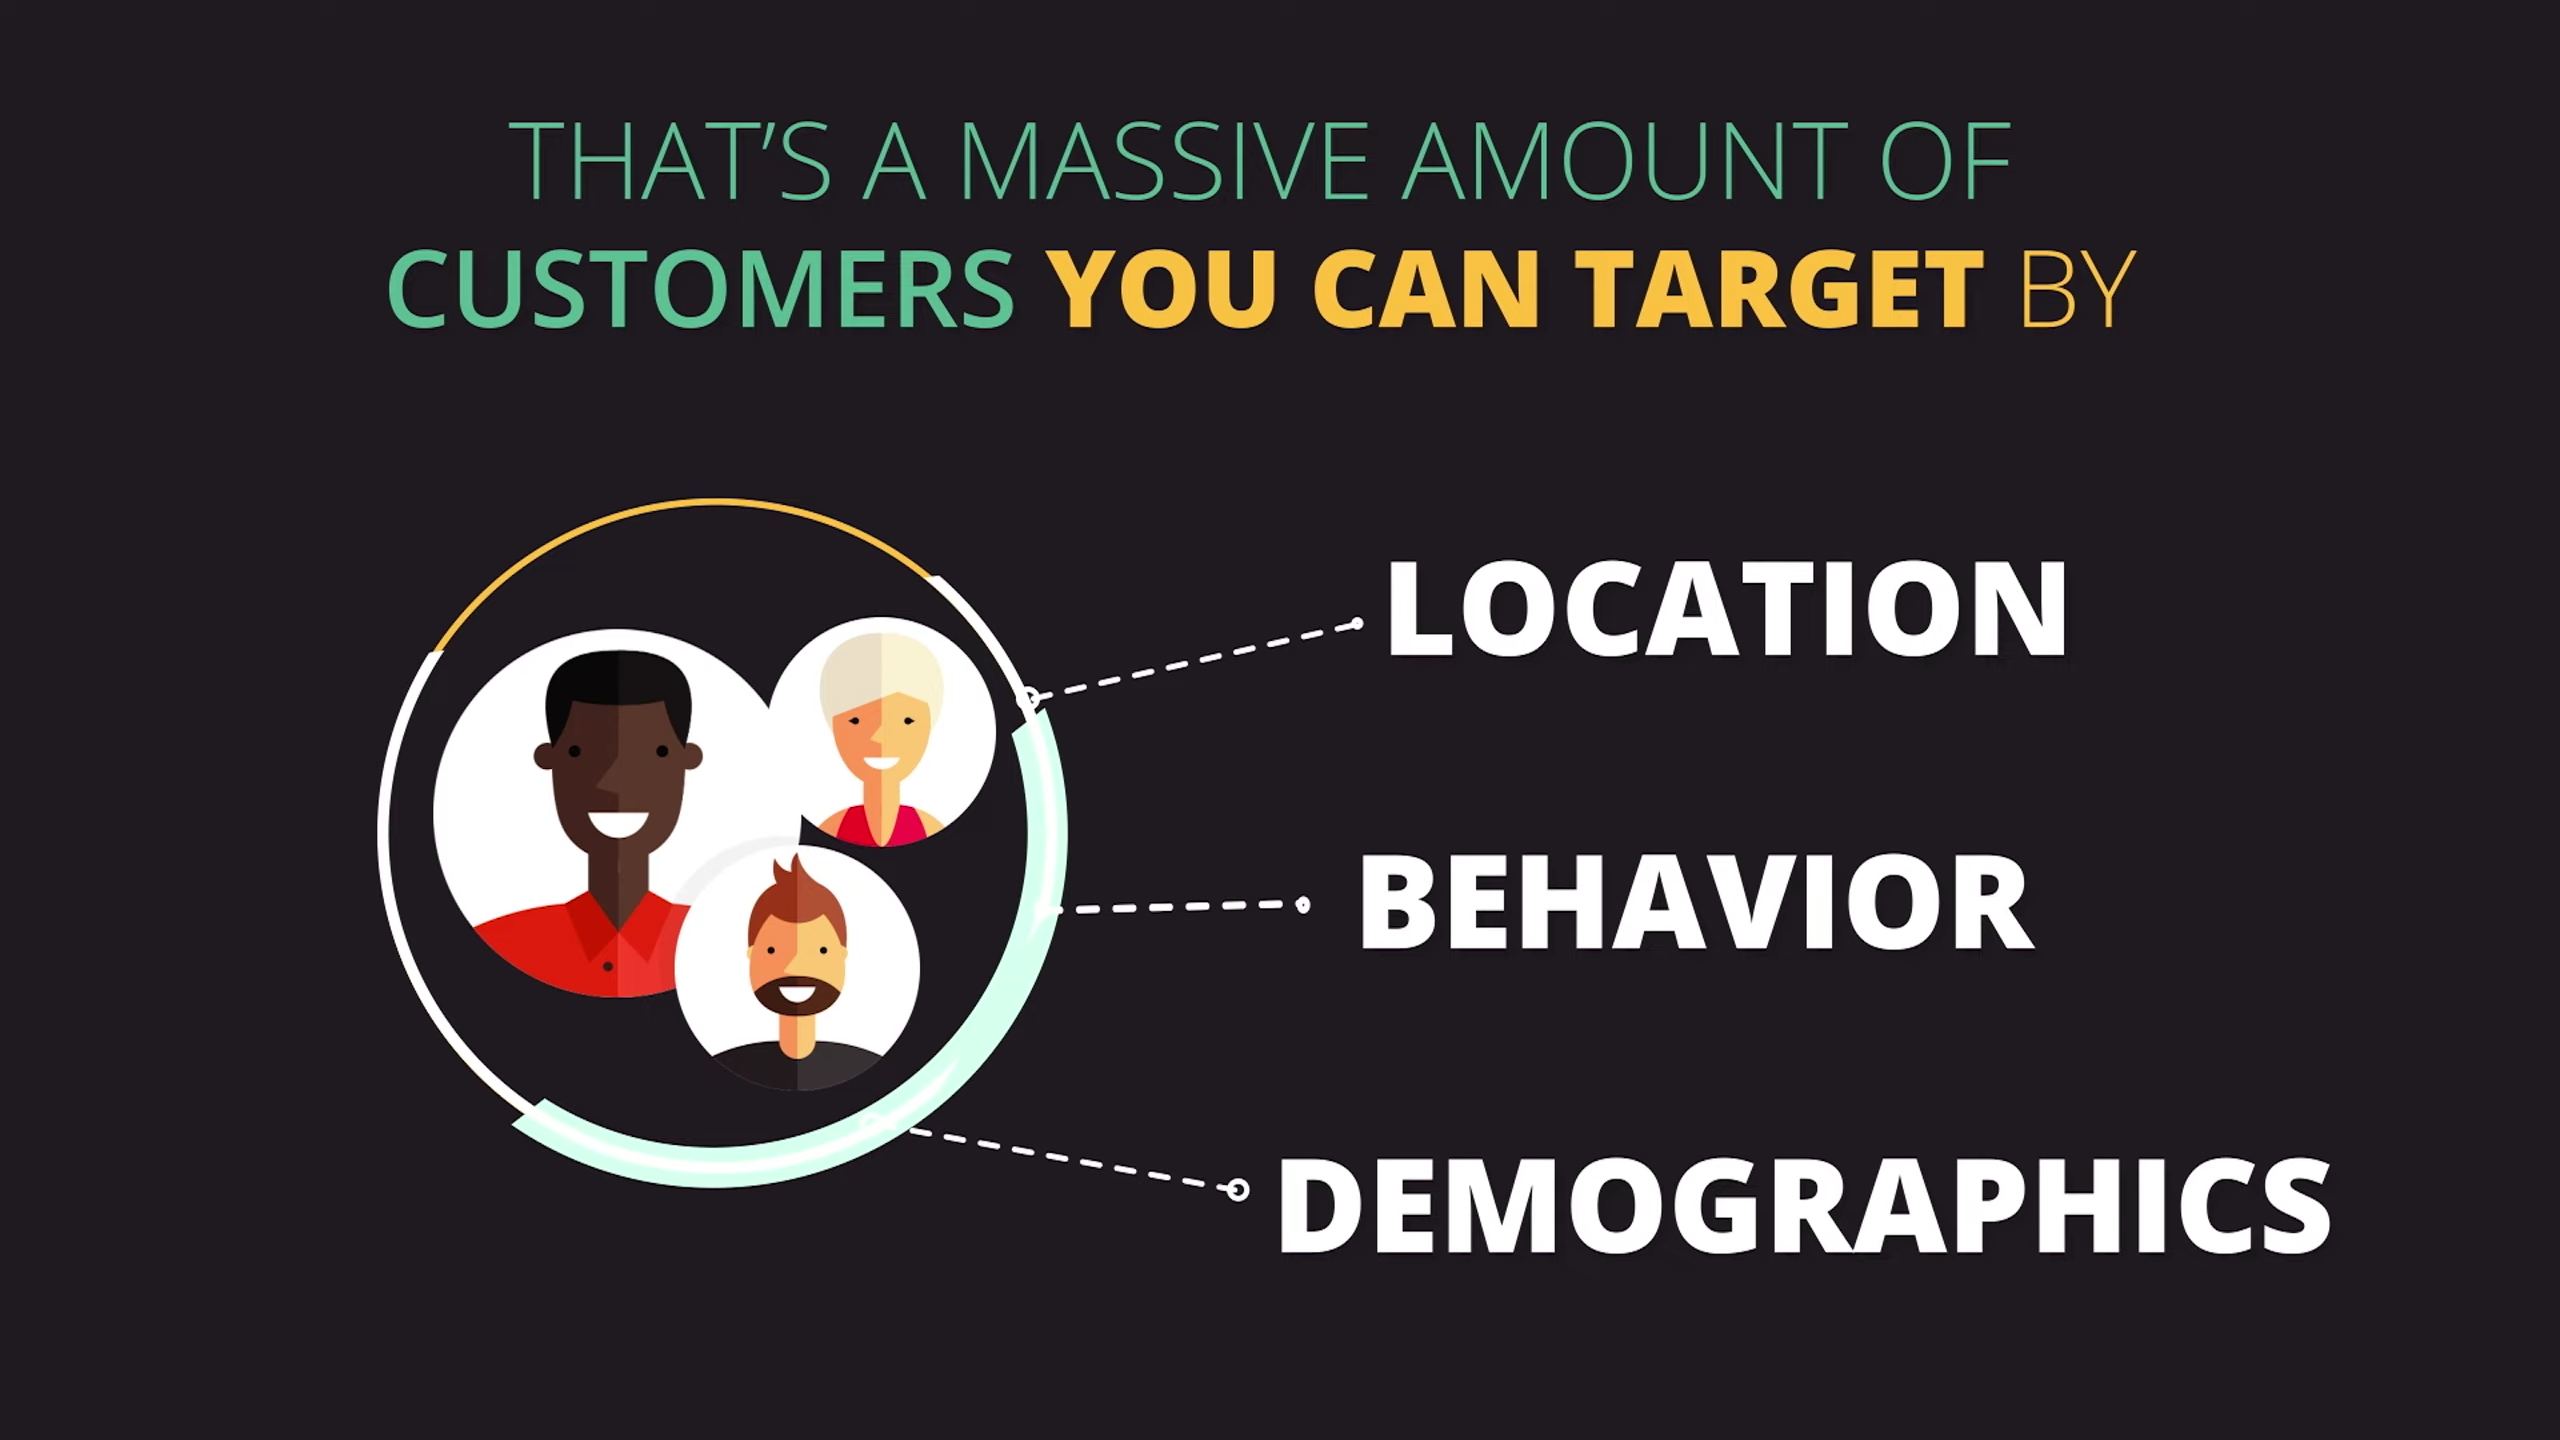 THAT’S A MASSIVE AMOUNT OF
CUSTOMERS YOU CAN TARGET BY
LOCATION
BEHAVIOR
DEMOGRAPHICS